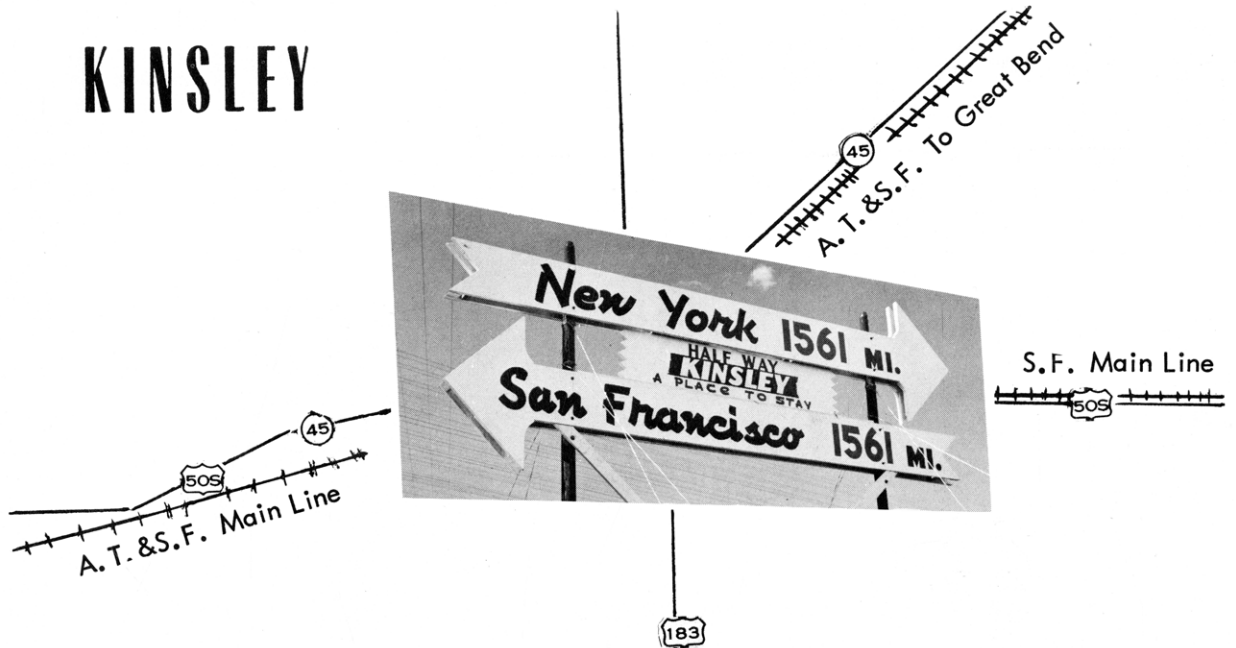 KINSLEY
45
A. T. &S. F. To Great Bend
New York 1561 MI.
HALF WAY
KINSLEY
A PLACE TO STAY
San Francisco 1561 MI.
S.F. Main Line
50S
45
50S
A. T. &S.F. Main Line
183